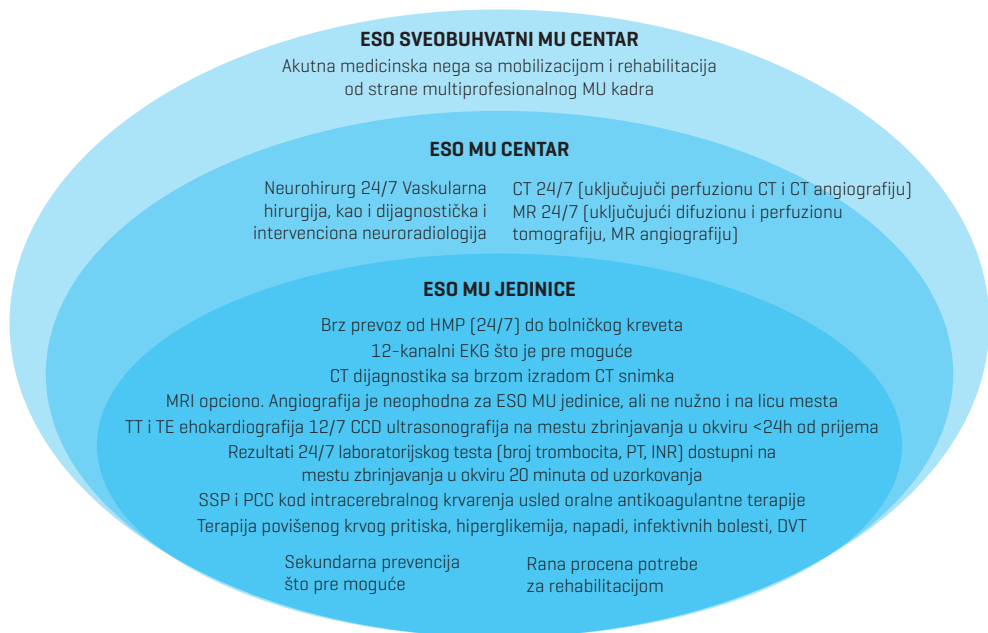 ESO SVEOBUHVATNI MU CENTAR
Akutna medicinska nega sa mobilizacijom i rehabilitacija
od strane multiprofesionalnog MU kadra
ESO MU CENTAR
Neurohirurg 24/7 Vaskularna
hirurgija, kao i dijagnostička i
intervenciona neuroradiologija
CT 24/7 (uključujuči perfuzionu CT i CT angiografiju)
MR 24/7 (uključujući difuzionu i perfuzionu
tomografiju, MR angiografiju)
ESO MU JEDINICE
Brz prevoz od HMP (24/7) do bolničkog kreveta
12-kanalni EKG što je pre moguće
CT dijagnostika sa brzom izradom CT snimka
MRI opciono. Angiografija je neophodna za ESO MU jedinice, ali ne nužno i na licu mesta
TT i TE ehokardiografija 12/7 CCD ultrasonografija na mestu zbrinjavanja u okviru <24h od prijema
Rezultati 24/7 laboratorijskog testa (broj trombocita, PT, INR) dostupni na
mestu zbrinjavanja u okviru 20 minuta od uzorkovanja
SSP i PCC kod intracerebralnog krvarenja usled oralne antikoagulantne terapije
Terapija povišenog krvog pritiska, hiperglikemija, napadi, infektivnih bolesti, DVT
Sekundarna prevencija
što pre moguće
Rana procena potrebe
za rehabilitacijom